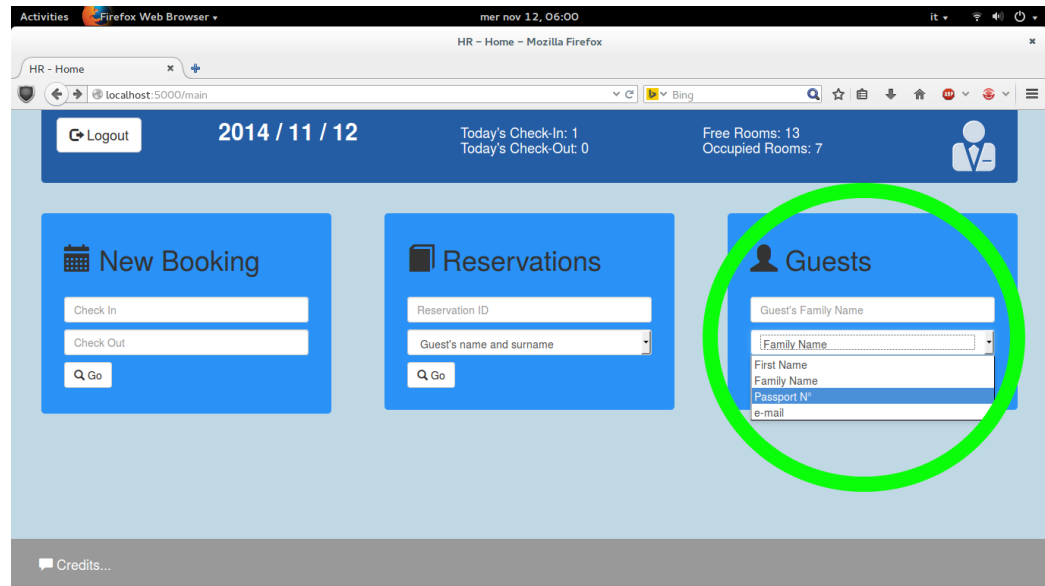 Activities Firefox Web Browser mer nov 12, 06:00 it
HR - Home - Mozilla Firefox
HR - Home
localhost:5000/main Bing
Logout
2014 / 11 / 12
Today's Check-In: 1
Today's Check-Out: 0
Free Rooms: 13
Occupied Rooms: 7
New Booking
Check In
Check Out
Go
Reservations
Reservation ID
Guest's name and surname
Go
Guests
Guest's Family Name
Family Name
First Name
Family Name
Passport N°
e-mail
Credits...